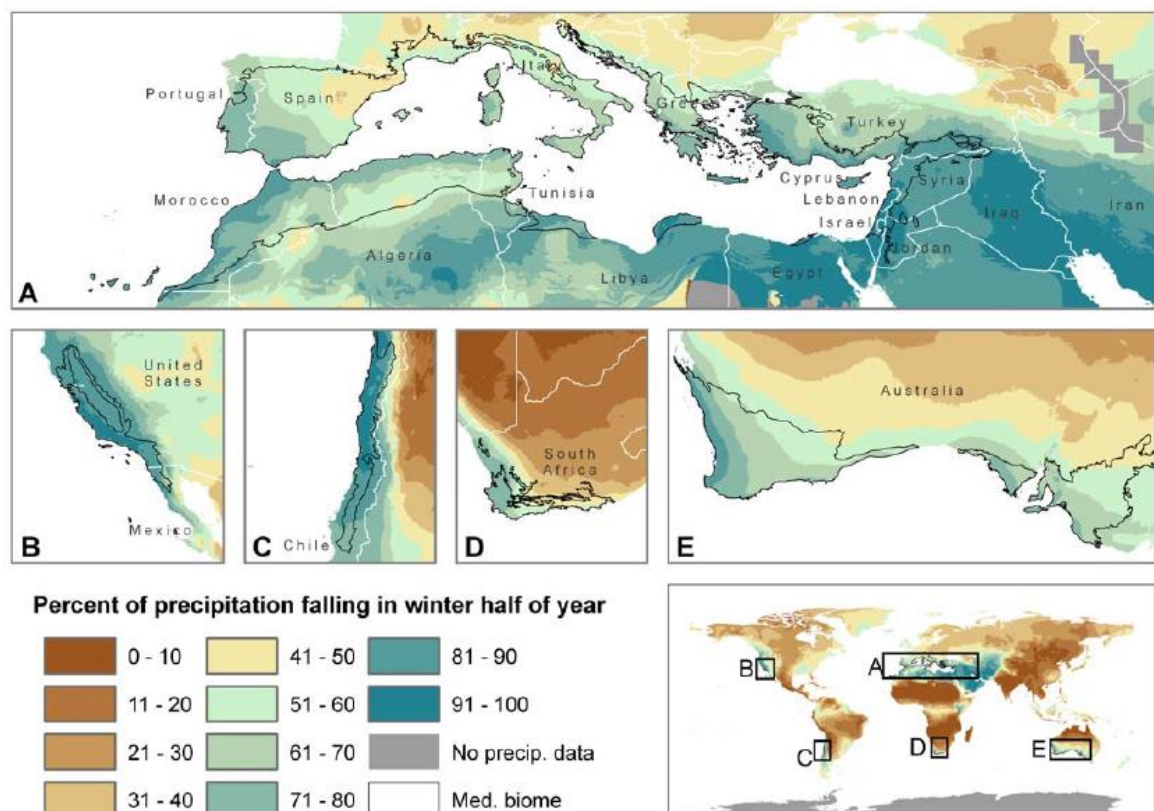 Portugal
Spain
Italy
Greece
Turkey
Morocco
Tunisia
Cyprus
Lebanon
Israel
Syria
Iraq
Iran
Jordan
Algeria
Libya
Egypt
A
United
States
Mexico
B
Chile
C
South
Africa
D
Australia
E
Percent of precipitation falling in winter half of year
0 - 10
11 - 20
21 - 30
31 - 40
41 - 50
51 - 60
61 - 70
71 - 80
81 - 90
91 - 100
No precip. data
Med. biome
B
A
C
D
E